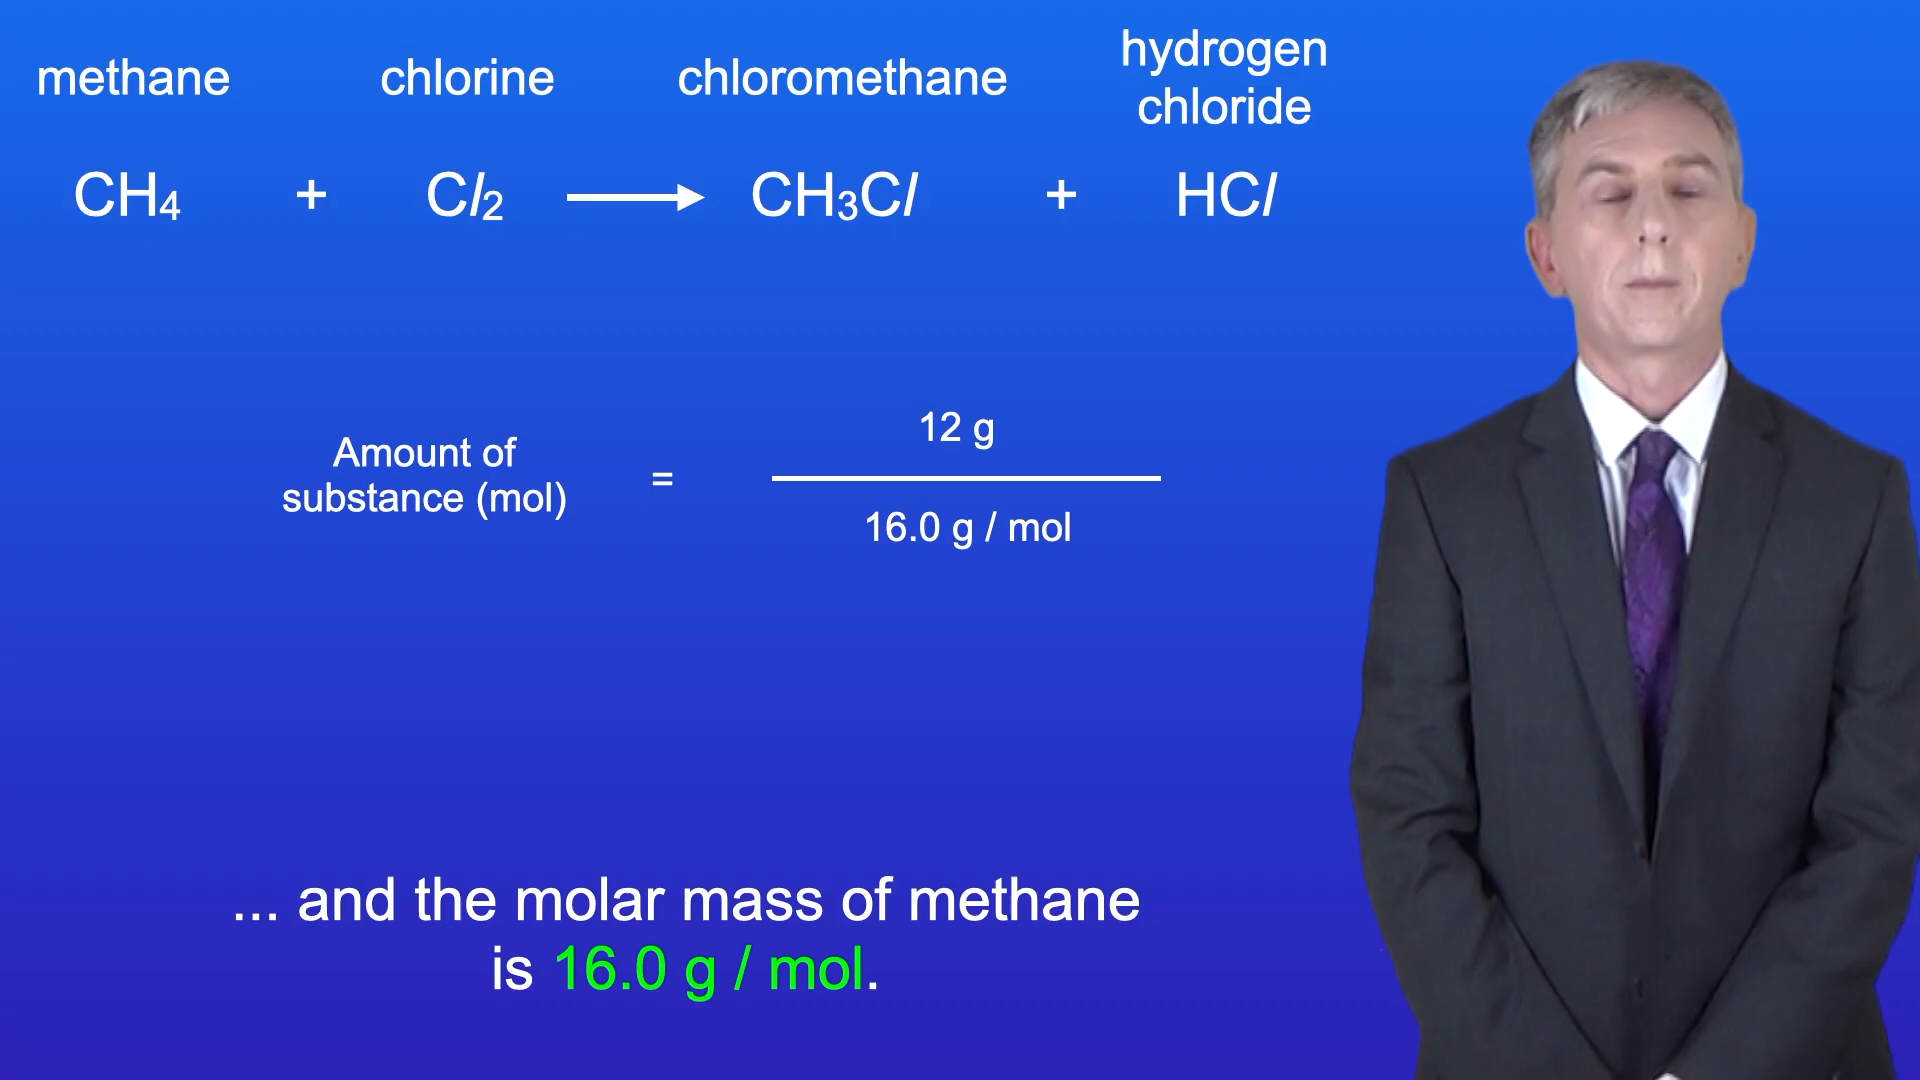 methane chlorine chloromethane hydrogen chloride
CH4 + Cl2 ⟶ CH3Cl + HCl
Amount of substance (mol) = 12 g / 16.0 g / mol
... and the molar mass of methane
is 16.0 g / mol.